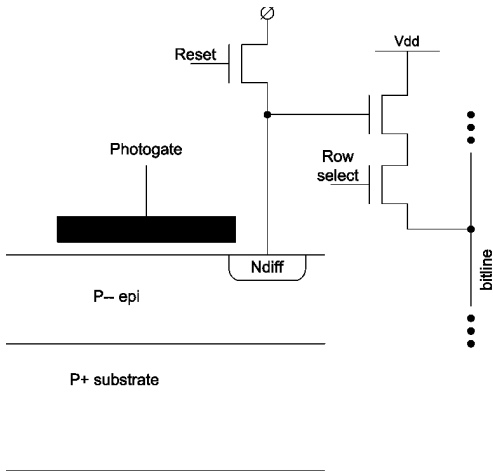 Reset
Vdd
Photogate
Row
select
Ndiff
bitline
P-- epi
P+ substrate